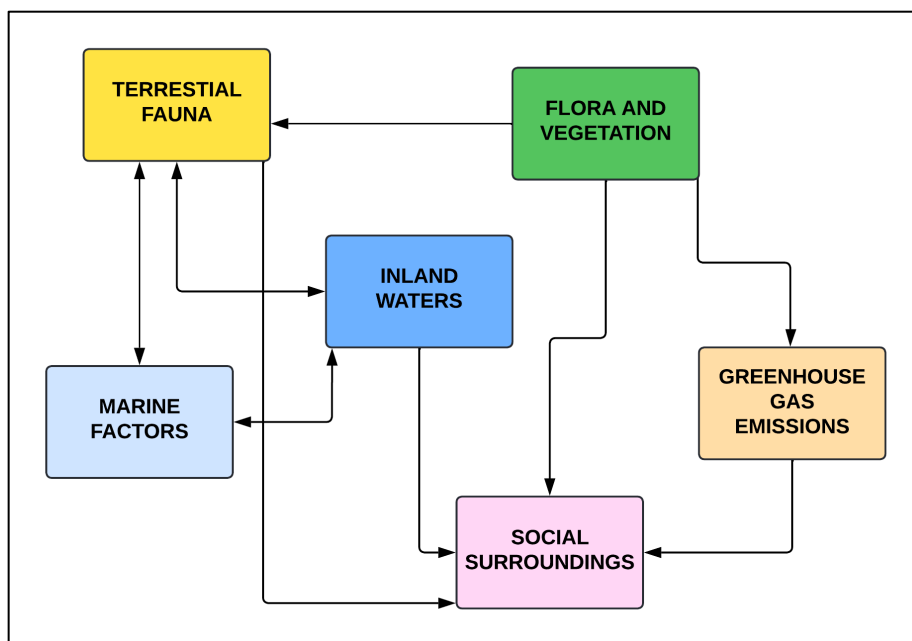 TERRESTIAL
FAUNA
FLORA AND
VEGETATION
INLAND
WATERS
GREENHOUSE
GAS
EMISSIONS
MARINE
FACTORS
SOCIAL
SURROUNDINGS